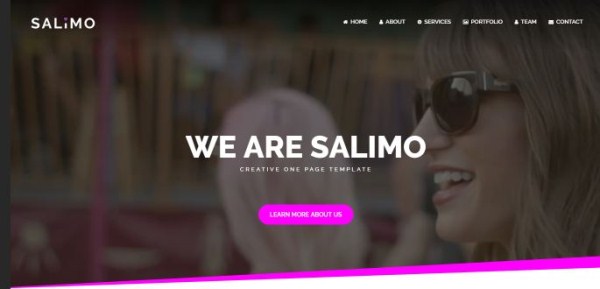 SALIMO
HOME ABOUT SERVICES PORTFOLIO TEAM CONTACT
WE ARE SALIMO
CREATIVE ONE PAGE TEMPLATE
LEARN MORE ABOUT US